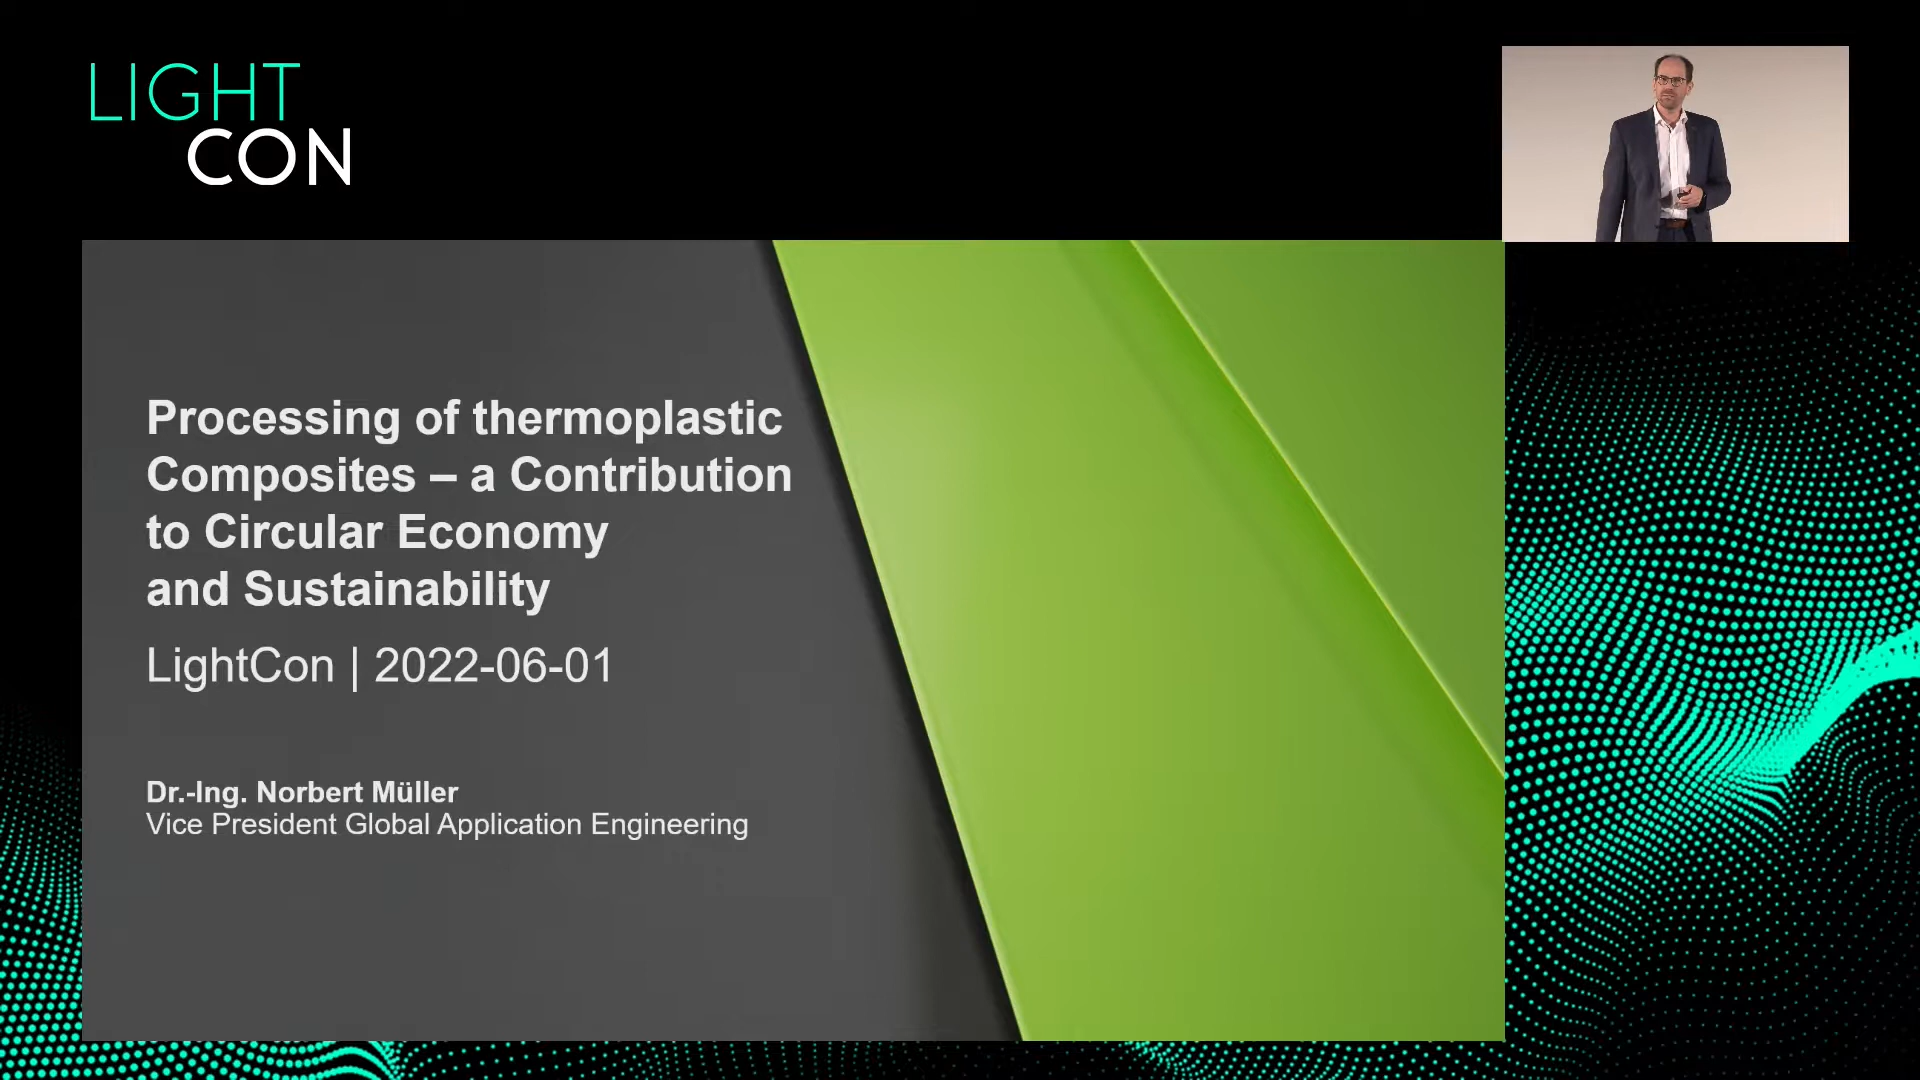 LIGHT
CON
Processing of thermoplastic
Composites – a Contribution
to Circular Economy
and Sustainability
LightCon | 2022-06-01
Dr.-Ing. Norbert Müller
Vice President Global Application Engineering